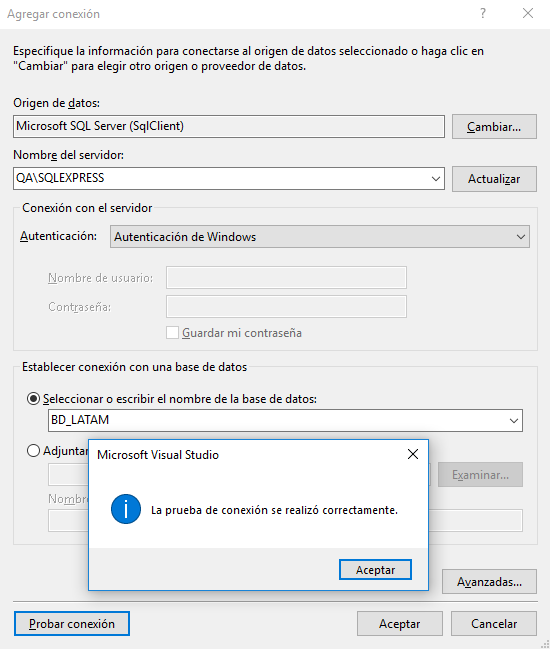 Agregar conexión
?
Especifique la información para conectarse al origen de datos seleccionado o haga clic en
"Cambiar" para elegir otro origen o proveedor de datos.
Origen de datos:
Microsoft SQL Server (SqlClient)
Cambiar...
Nombre del servidor:
QA\SQLEXPRESS
Actualizar
Conexión con el servidor
Autenticación:
Autenticación de Windows
Nombre de usuario:
Contraseña:
Guardar mi contraseña
Establecer conexión con una base de datos
Seleccionar o escribir el nombre de la base de datos:
BD_LATAM
Adjuntar
Examinar...
Microsoft Visual Studio
La prueba de conexión se realizó correctamente.
Aceptar
Avanzadas...
Probar conexión
Aceptar
Cancelar